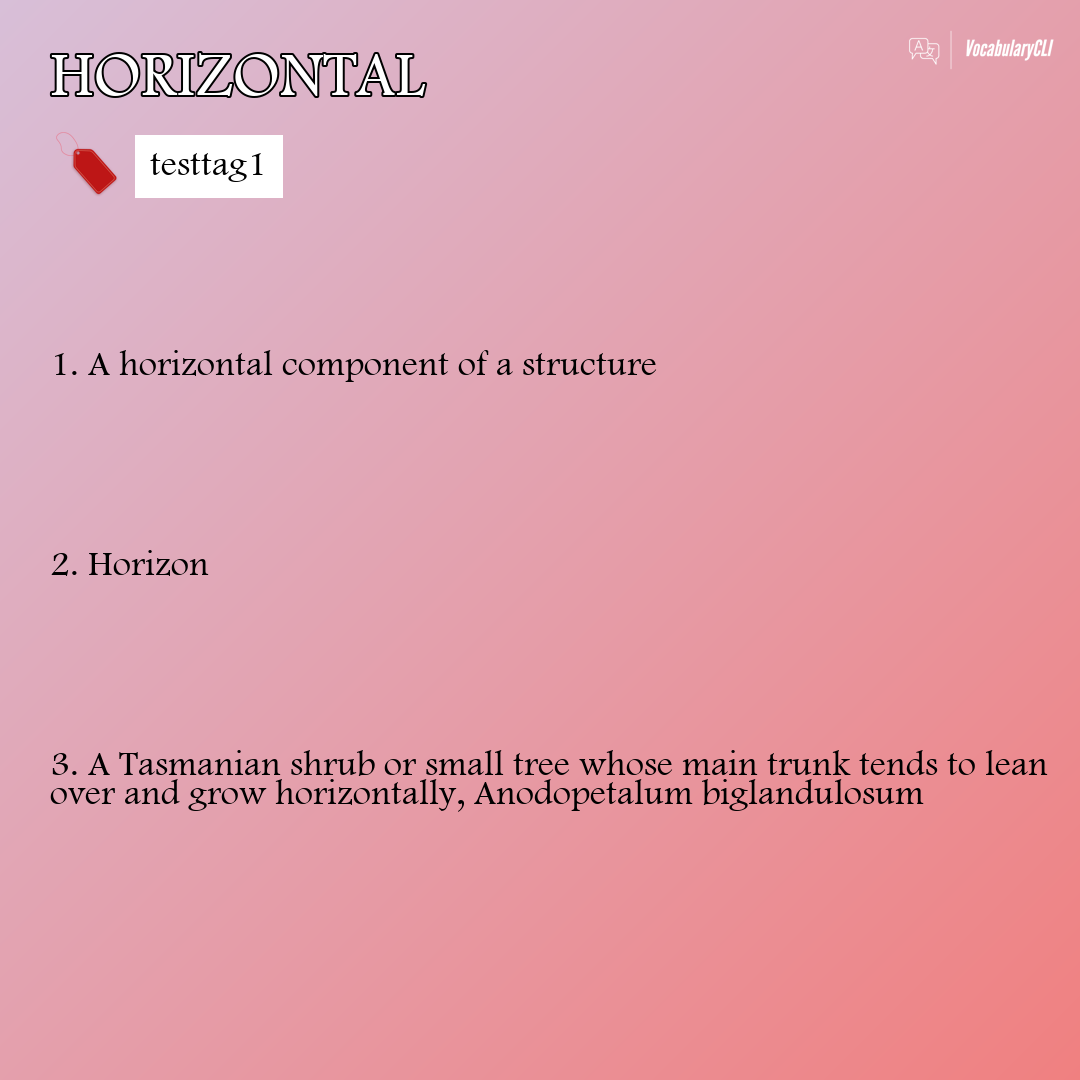 HORIZONTAL
VocabularyCLI
testtag1
1. A horizontal component of a structure
2. Horizon
3. A Tasmanian shrub or small tree whose main trunk tends to lean
over and grow horizontally, Anodopetalum biglandulosum